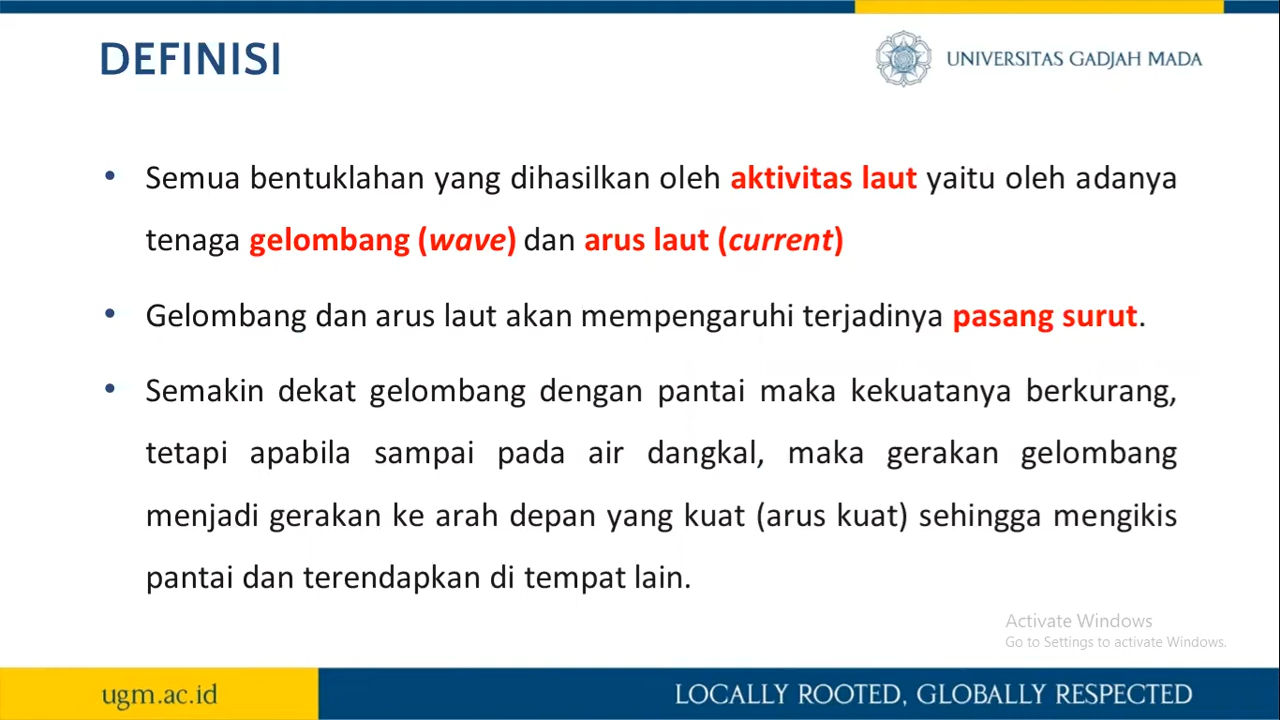 DEFINISI
UNIVERSITAS GADJAH MADA
• Semua bentuklahan yang dihasilkan oleh aktivitas laut yaitu oleh adanya
tenaga gelombang (wave) dan arus laut (current)
• Gelombang dan arus laut akan mempengaruhi terjadinya pasang surut.
• Semakin dekat gelombang dengan pantai maka kekuatanya berkurang,
tetapi apabila sampai pada air dangkal, maka gerakan gelombang
menjadi gerakan ke arah depan yang kuat (arus kuat) sehingga mengikis
pantai dan terendapkan di tempat lain.
Activate Windows
Go to Settings to activate Windows.
ugm.ac.id
LOCALLY ROOTED, GLOBALLY RESPECTED